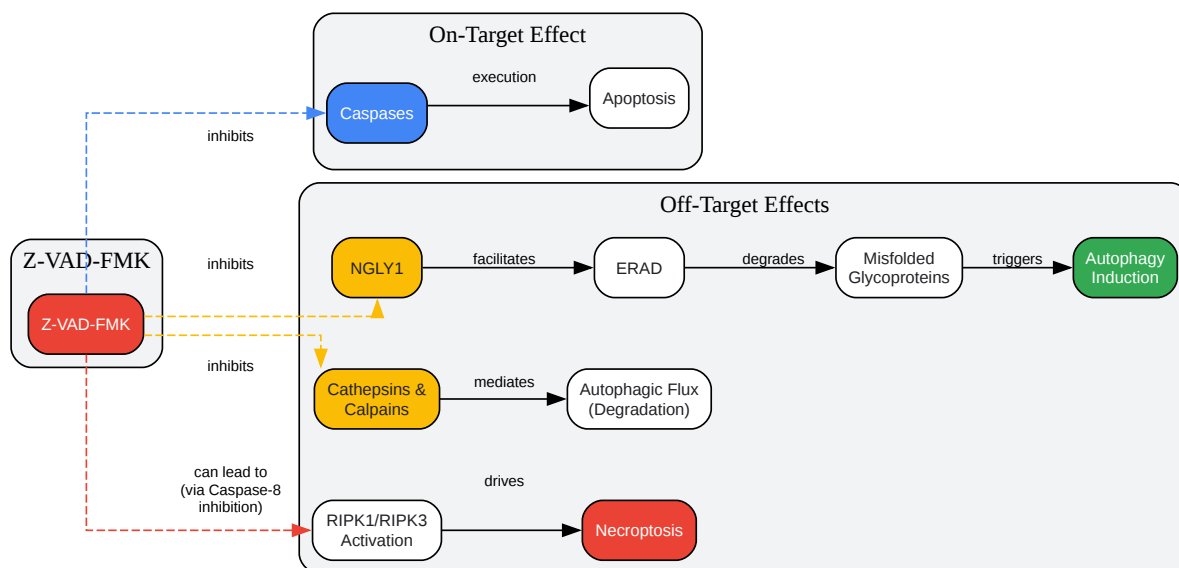 On-Target Effect
execution
Caspases
Apoptosis
inhibits
Off-Target Effects
Z-VAD-FMK
Z-VAD-FMK
inhibits
NGLY1
facilitates
ERAD
degrades
Misfolded
Glycoproteins
triggers
Autophagy
Induction
inhibits
Cathepsins &
Calpains
mediates
Autophagic Flux
(Degradation)
can lead to
(via Caspase-8
inhibition)
RIPK1/RIPK3
Activation
drives
Necroptosis